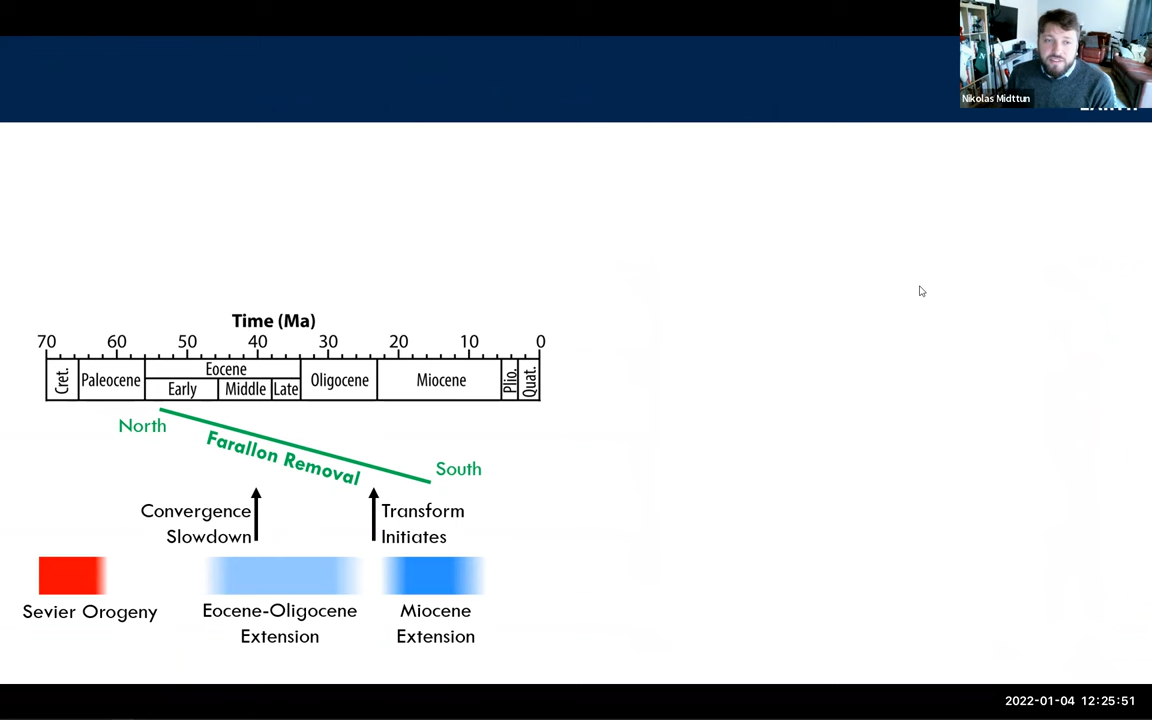 Nikolas Midttun
EARTH
Time (Ma)
70 60 50 40 30 20 10 0
Cret. Paleocene Eocene Oligocene Miocene Plio. Quat.
Early Middle Late
North
Farallon Removal
South
Convergence
Slowdown
Transform
Initiates
Sevier Orogeny
Eocene-Oligocene
Extension
Miocene
Extension
2022-01-04 12:25:51